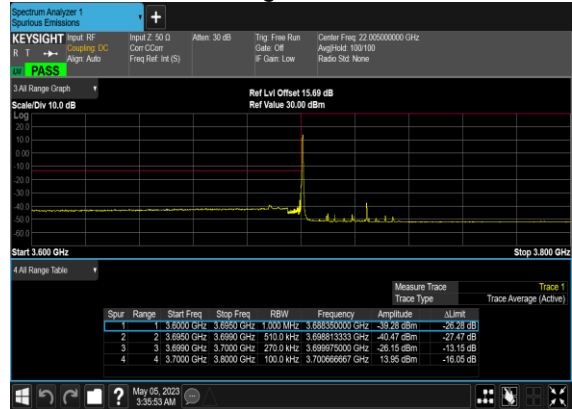 Spectrum Analyzer 1
Spurious Emissions
+
KEYSIGHT Input: RF Input Z: 50 Ω Atten: 30 dB Trig: Free Run Center Freq: 22.005000000 GHz
R T Coupling: DC Corr CCorr Gate: Off Avg|Hold: 100/100
Align: Auto Freq Ref: Int (S) IF Gain: Low Radio Std: None
PASS
3 All Range Graph
Ref Lvl Offset 15.69 dB
Scale/Div 10.0 dB Ref Value 30.00 dBm
Log
20.0
10.0
0.00
-10.0
-20.0
-30.0
-40.0
-50.0
-60.0
Start 3.600 GHz Stop 3.800 GHz
4 All Range Table
Measure Trace Trace 1
Trace Type Trace Average (Active)
Spur Range Start Freq Stop Freq RBW Frequency Amplitude ΔLimit
1 1 3.6000 GHz 3.6950 GHz 1.000 MHz 3.688350000 GHz -39.28 dBm -26.28 dB
2 2 3.6950 GHz 3.6990 GHz 510.0 kHz 3.698813333 GHz -40.47 dBm -27.47 dB
3 3 3.6990 GHz 3.7000 GHz 270.0 kHz 3.699975000 GHz -26.15 dBm -13.15 dB
4 4 3.7000 GHz 3.8000 GHz 100.0 kHz 3.700666667 GHz 13.95 dBm -16.05 dB
? May 05, 2023
3:35:53 AM